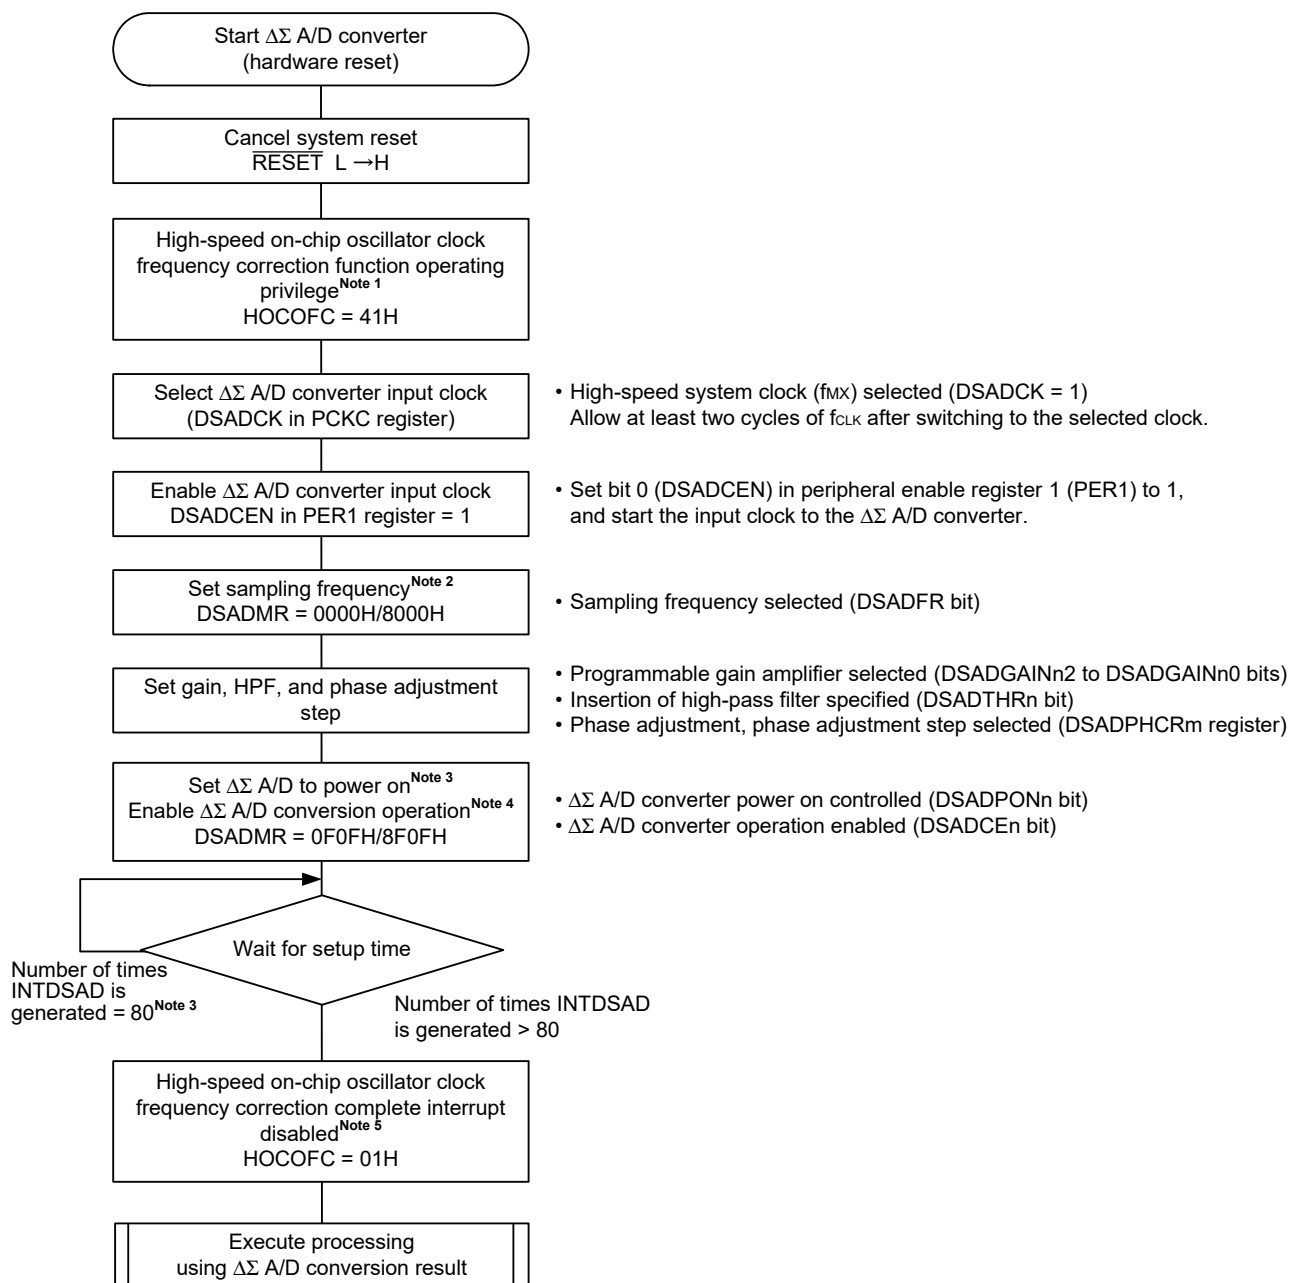 Start ΔΣ A/D converter
(hardware reset)
Cancel system reset
RESET L →H
High-speed on-chip oscillator clock
frequency correction function operating
privilegeNote 1
HOCOFC = 41H
Select ΔΣ A/D converter input clock
(DSADCK in PCKC register)
• High-speed system clock (fMX) selected (DSADCK = 1)
Allow at least two cycles of fCLK after switching to the selected clock.
Enable ΔΣ A/D converter input clock
DSADCEN in PER1 register = 1
• Set bit 0 (DSADCEN) in peripheral enable register 1 (PER1) to 1,
and start the input clock to the ΔΣ A/D converter.
Set sampling frequencyNote 2
DSADMR = 0000H/8000H
• Sampling frequency selected (DSADFR bit)
Set gain, HPF, and phase adjustment
step
• Programmable gain amplifier selected (DSADGAINn2 to DSADGAINn0 bits)
• Insertion of high-pass filter specified (DSADTHRn bit)
• Phase adjustment, phase adjustment step selected (DSADPHCRm register)
Set ΔΣ A/D to power onNote 3
Enable ΔΣ A/D conversion operationNote 4
DSADMR = 0F0FH/8F0FH
• ΔΣ A/D converter power on controlled (DSADPONn bit)
• ΔΣ A/D converter operation enabled (DSADCEn bit)
Wait for setup time
Number of times
INTDSAD is
generated = 80Note 3
Number of times INTDSAD
is generated > 80
High-speed on-chip oscillator clock
frequency correction complete interrupt
disabledNote 5
HOCOFC = 01H
Execute processing
using ΔΣ A/D conversion result